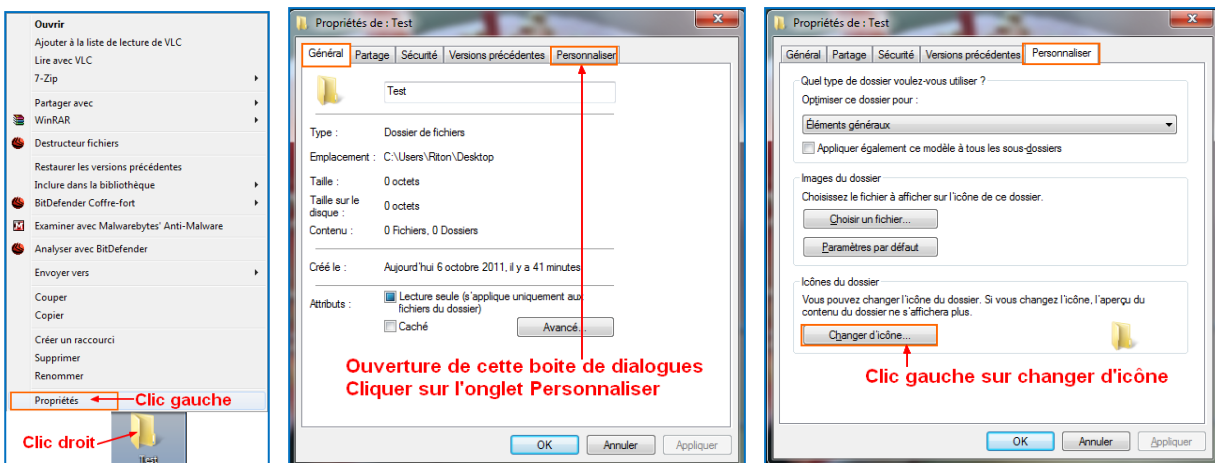 Ouvrir
Ajouter à la liste de lecture de VLC
Lire avec VLC
7-Zip
Partager avec
WinRAR
Destructeur fichiers
Restaurer les versions précédentes
Inclure dans la bibliothèque
BitDefender Coffre-fort
Examiner avec Malwarebytes' Anti-Malware
Analyser avec BitDefender
Envoyer vers
Couper
Copier
Créer un raccourci
Supprimer
Renommer
Propriétés
Clic gauche
Clic droit
Test
Propriétés de : Test
Général Partage Sécurité Versions précédentes Personnaliser
Test
Type : Dossier de fichiers
Emplacement : C:\Users\Riton\Desktop
Taille : 0 octets
Taille sur le
disque : 0 octets
Contenu : 0 Fichiers, 0 Dossiers
Créé le : Aujourd'hui 6 octobre 2011, il y a 41 minutes
Attributs : Lecture seule (s'applique uniquement aux
fichiers du dossier)
Caché Avancé...
Ouverture de cette boite de dialogues
Cliquer sur l'onglet Personnaliser
OK Annuler Appliquer
Propriétés de : Test
Général Partage Sécurité Versions précédentes Personnaliser
Quel type de dossier voulez-vous utiliser ?
Optimiser ce dossier pour :
Éléments généraux
Appliquer également ce modèle à tous les sous-dossiers
Images du dossier
Choisissez le fichier à afficher sur l'icône de ce dossier.
Choisir un fichier...
Paramètres par défaut
Icônes du dossier
Vous pouvez changer l'icône du dossier. Si vous changez l'icône, l'aperçu du
contenu du dossier ne s'affichera plus.
Changer d'icône...
Clic gauche sur changer d'icône
OK Annuler Appliquer